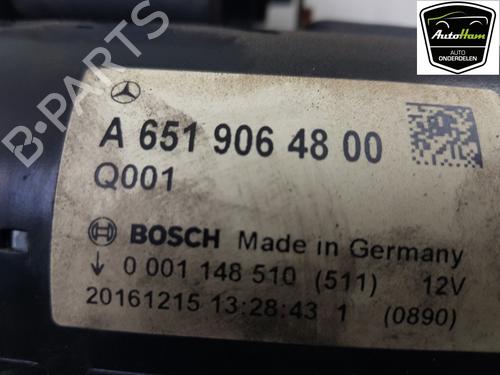 AutoHam
AUTO
ONDERDELEN
B-PARTS
A 651 906 48 00
Q001
BOSCH Made in Germany
↓ 0 001 148 510 (511) 12V
20161215 13:28:43 1 (0890)